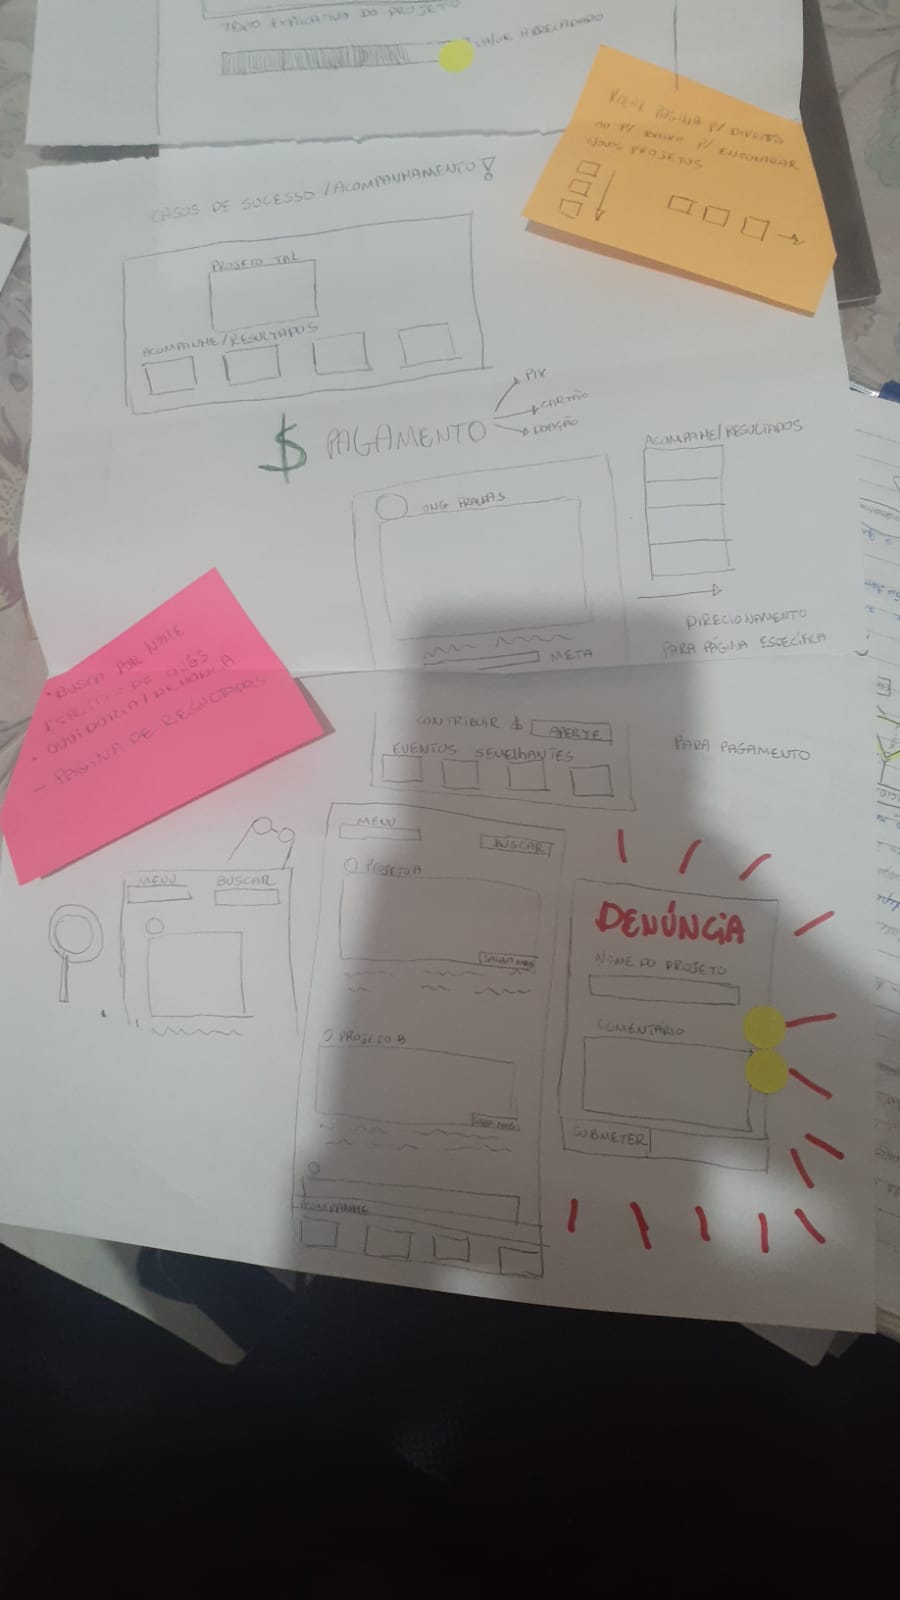 TEXTO EXPLICATIVO DO PROJETO
VALOR ARRECADADO
ROLAR PÁGINA P/ DIREITA
OU P/ BAIXO P/ ENCONTRAR
NOVOS PROJETOS
CASOS DE SUCESSO / ACOMPANHAMENTO!
PROJETO TAL
ACOMPANHE/RESULTADOS
$ PAGAMENTO
PIX
CARTÃO
DOAÇÃO
ACOMPANE/RESULTADOS
ONG
META
DIRECIONAMENTO
PARA PÁGINA ESPECÍFICA
• BUSCA POR NOME
DE ONGS
• OUVIDORIA / DENÚNCIA
- PÁGINA DE RESULTADOS
CONTRIBUIR $ APERTE
EVENTOS SEMELHANTES
PARA PAGAMENTO
MENU
BUSCAR
MENU
BUSCAR
PROJETO A
SAIBA MAIS
PROJETO B
SAIBA MAIS
ACOMPANHE
DENÚNCIA
NOME DO PROJETO
COMENTÁRIO
SUBMETER